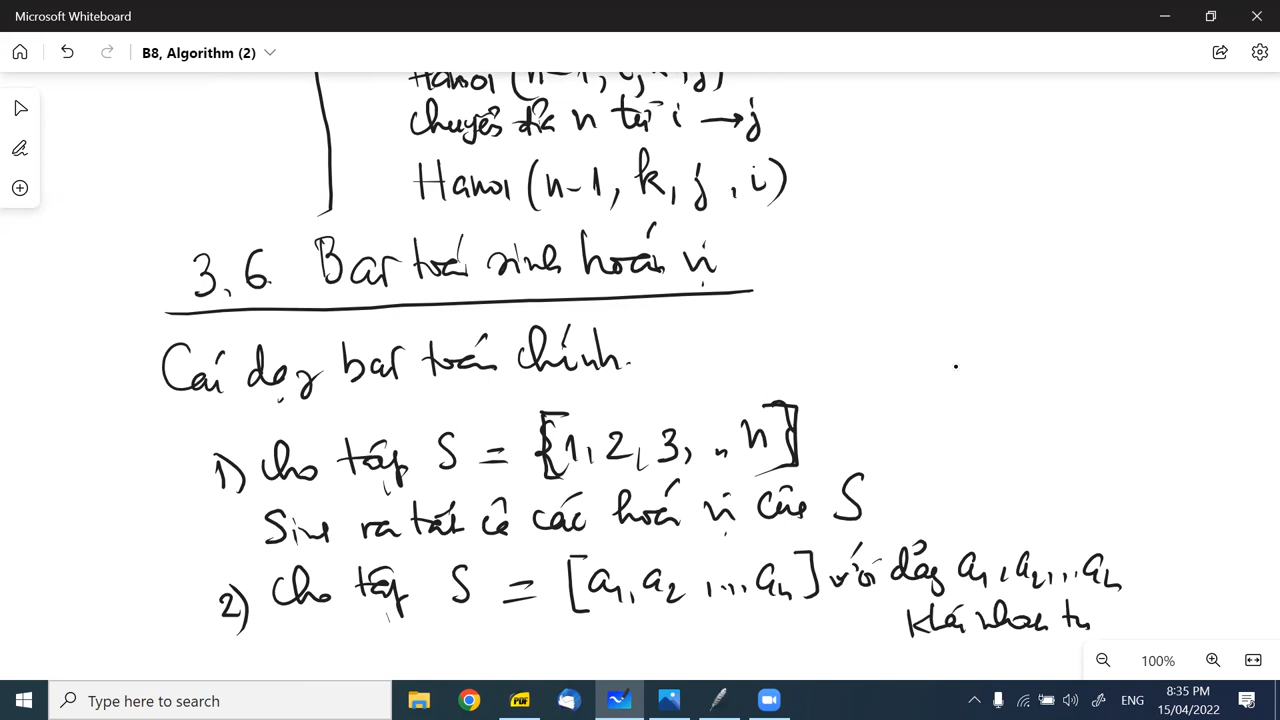 Microsoft Whiteboard
B8, Algorithm (2)
Hanoi (n-1, i, k, j)
chuyển đĩa n từ i → j
Hanoi (n-1, k, j, i)
3.6. Bài toán sinh hoán vị
Các dạng bài toán chính.
1) Cho tập S = [1, 2, 3, .. n]
Sinh ra tất cả các hoán vị của S
2) Cho tập S = [a1, a2, ... an] với dãy a1, a2, .. an
khác nhau
100%
Type here to search
PDF
ENG
8:35 PM
15/04/2022